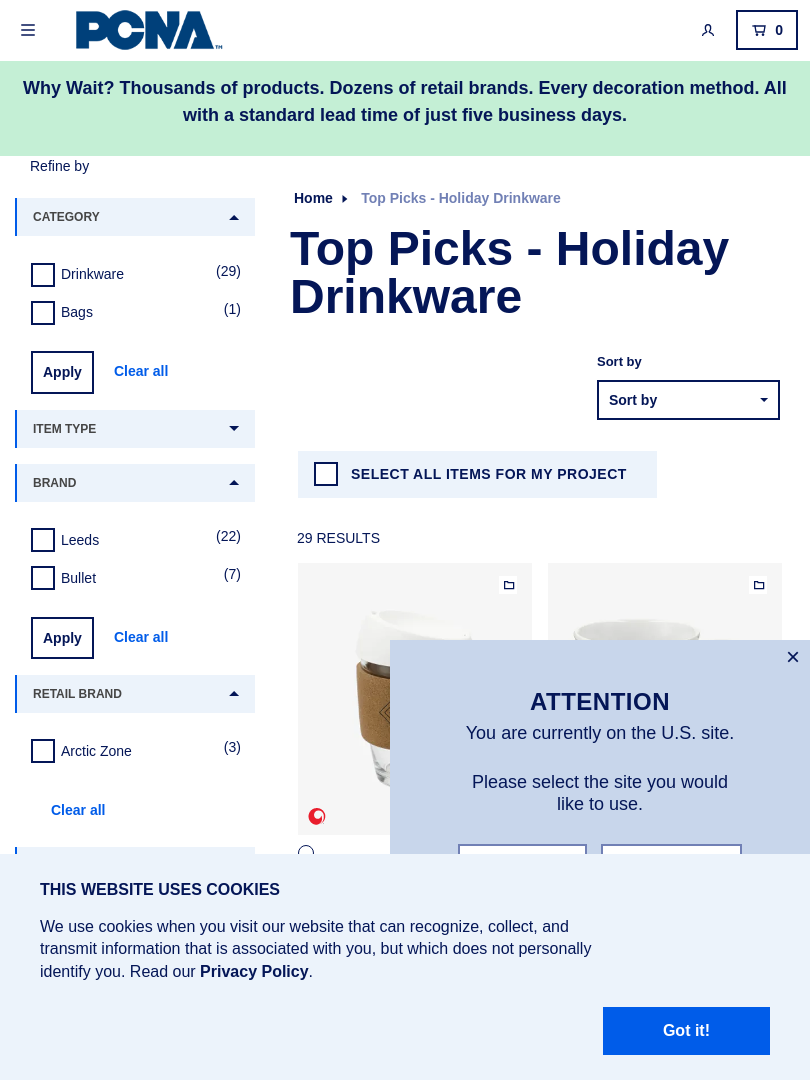 PCNA™
0
Why Wait? Thousands of products. Dozens of retail brands. Every decoration method. All
with a standard lead time of just five business days.
Refine by
CATEGORY
Drinkware (29)
Bags (1)
Apply Clear all
ITEM TYPE
BRAND
Leeds (22)
Bullet (7)
Apply Clear all
RETAIL BRAND
Arctic Zone (3)
Clear all
Home Top Picks - Holiday Drinkware
Top Picks - Holiday
Drinkware
Sort by
Sort by
SELECT ALL ITEMS FOR MY PROJECT
29 RESULTS
ATTENTION
You are currently on the U.S. site.
Please select the site you would
like to use.
THIS WEBSITE USES COOKIES
We use cookies when you visit our website that can recognize, collect, and
transmit information that is associated with you, but which does not personally
identify you. Read our Privacy Policy.
Got it!